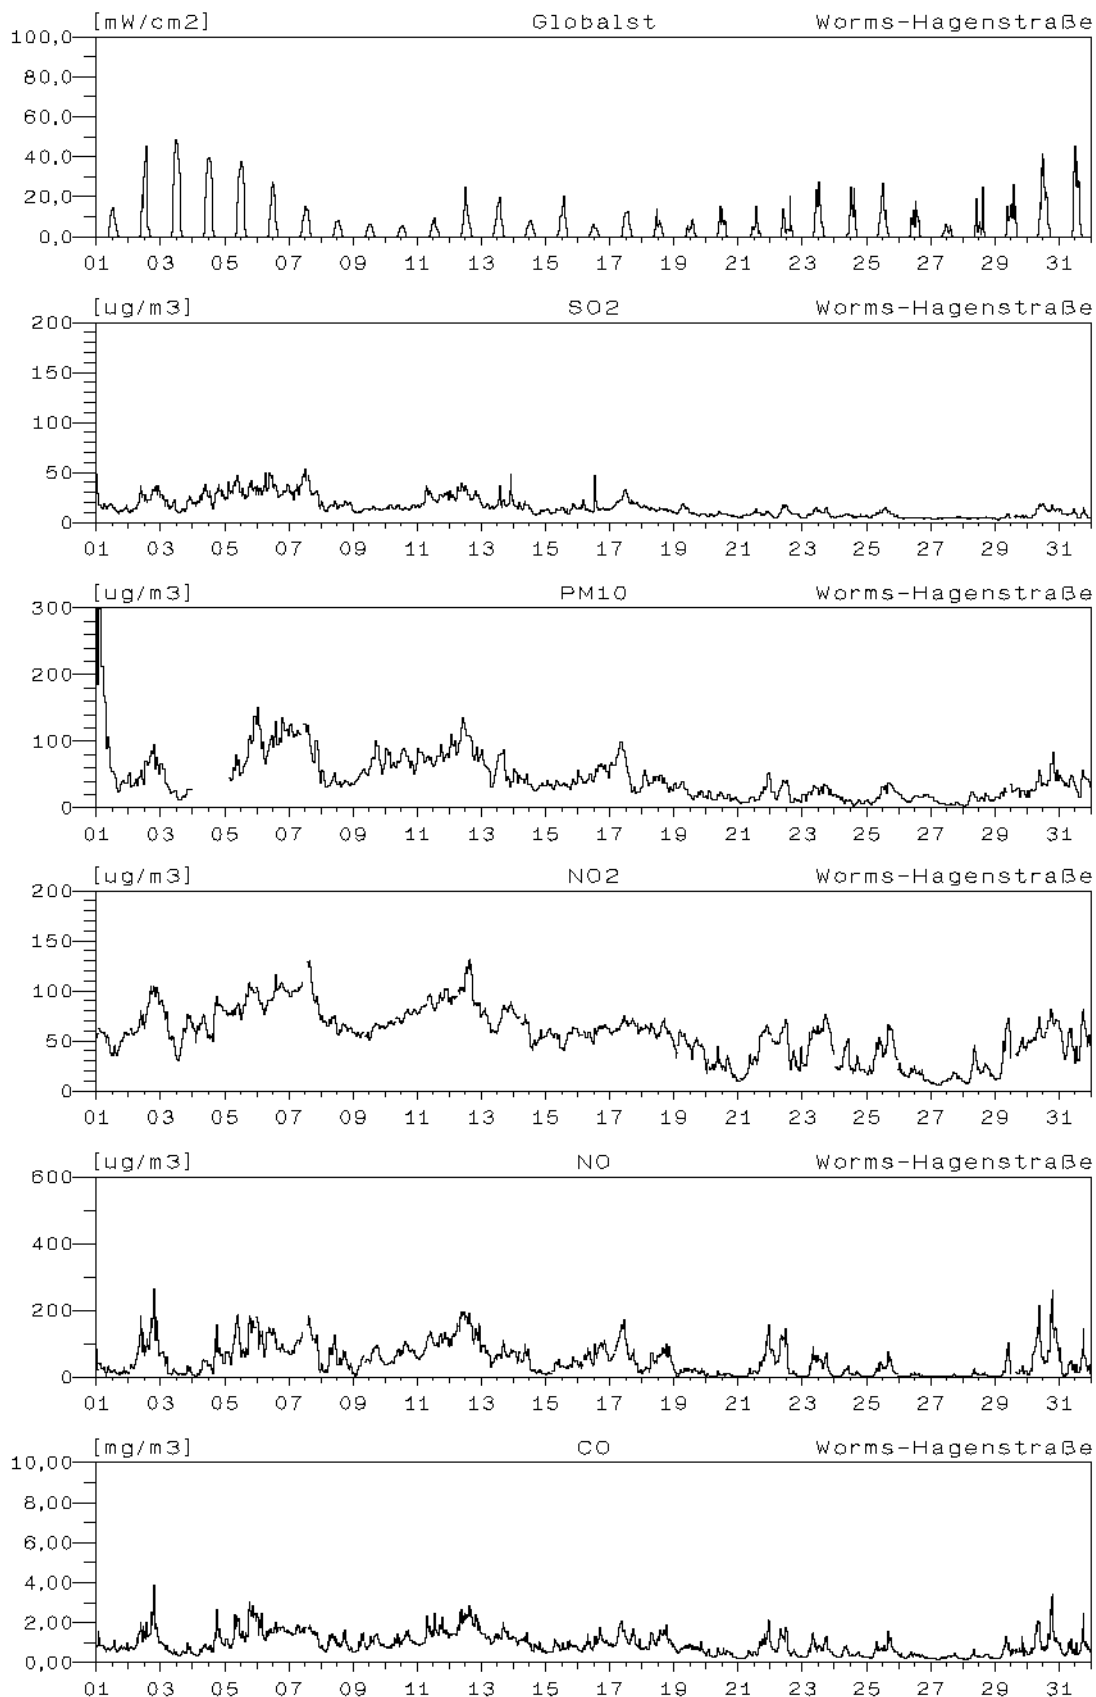 [mW/cm2] Globalst Worms-Hagenstraße
100,0
80,0
60,0
40,0
20,0
0,0
01 03 05 07 09 11 13 15 17 19 21 23 25 27 29 31
[ug/m3] SO2 Worms-Hagenstraße
200
150
100
50
0
01 03 05 07 09 11 13 15 17 19 21 23 25 27 29 31
[ug/m3] PM10 Worms-Hagenstraße
300
200
100
0
01 03 05 07 09 11 13 15 17 19 21 23 25 27 29 31
[ug/m3] NO2 Worms-Hagenstraße
200
150
100
50
0
01 03 05 07 09 11 13 15 17 19 21 23 25 27 29 31
[ug/m3] NO Worms-Hagenstraße
600
400
200
0
01 03 05 07 09 11 13 15 17 19 21 23 25 27 29 31
[mg/m3] CO Worms-Hagenstraße
10,00
8,00
6,00
4,00
2,00
0,00
01 03 05 07 09 11 13 15 17 19 21 23 25 27 29 31